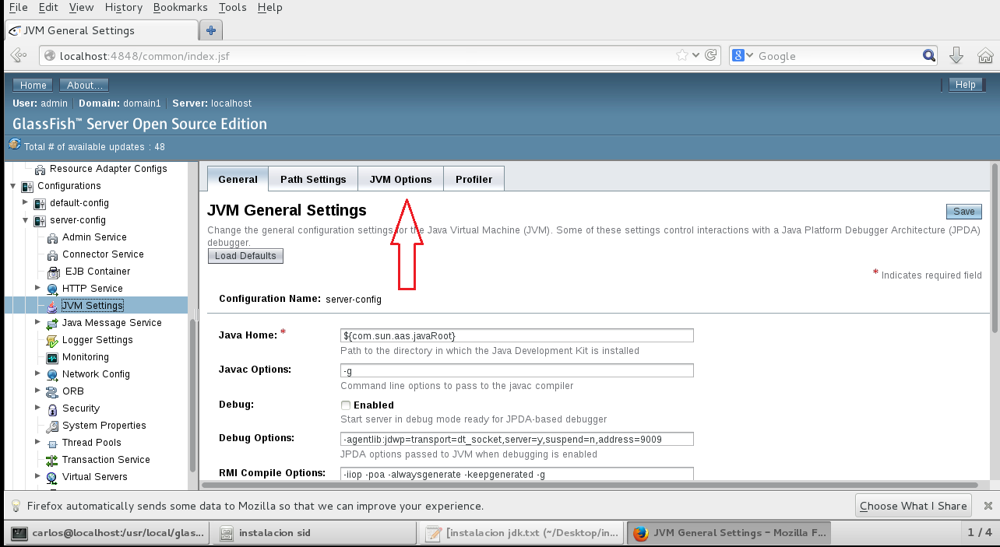 File Edit View History Bookmarks Tools Help
JVM General Settings
localhost:4848/common/index.jsf
Google
Home About... Help
User: admin Domain: domain1 Server: localhost
GlassFish™ Server Open Source Edition
Total # of available updates : 48
Resource Adapter Configs
Configurations
default-config
server-config
Admin Service
Connector Service
EJB Container
HTTP Service
JVM Settings
Java Message Service
Logger Settings
Monitoring
Network Config
ORB
Security
System Properties
Thread Pools
Transaction Service
Virtual Servers
General Path Settings JVM Options Profiler
JVM General Settings
Save
Change the general configuration settings for the Java Virtual Machine (JVM). Some of these settings control interactions with a Java Platform Debugger Architecture (JPDA)
debugger.
Load Defaults
* Indicates required field
Configuration Name: server-config
Java Home: * ${com.sun.aas.javaRoot}
Path to the directory in which the Java Development Kit is installed
Javac Options: -g
Command line options to pass to the javac compiler
Debug: Enabled
Start server in debug mode ready for JPDA-based debugger
Debug Options: -agentlib:jdwp=transport=dt_socket,server=y,suspend=n,address=9009
JPDA options passed to JVM when debugging is enabled
RMI Compile Options: -iiop -poa -alwaysgenerate -keepgenerated -g
Firefox automatically sends some data to Mozilla so that we can improve your experience.
Choose What I Share
carlos@localhost:/usr/local/glas...
instalacion sid
[instalacion jdk.txt (~/Desktop/in...
JVM General Settings - Mozilla F...
1 / 4